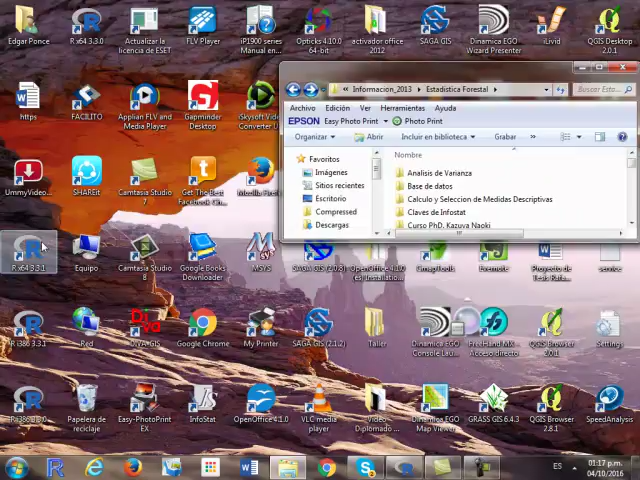 Edgar Ponce
R x64 3.3.0
Actualizar la licencia de ESET
FLV Player
iP1900 series Manual en...
Opticks 4.10.0 64-bit
activador office 2012
SAGA GIS
Dinamica EGO Wizard Presenter
iLivid
QGIS Desktop 2.0.1
Informacion_2013
Estadistica Forestal
Buscar Esta...
Archivo Edición Ver Herramientas Ayuda
EPSON Easy Photo Print Photo Print
Organizar Abrir Incluir en biblioteca Grabar »
Favoritos
Imágenes
Sitios recientes
Escritorio
Compressed
Descargas
Nombre
Analisis de Varianza
Base de datos
Calculo y Seleccion de Medidas Descriptivas
Claves de Infostat
Curso PhD. Kazuya Naoki
https
FACILITO
Applian FLV and Media Player
Gapminder Desktop
iSkysoft Video Converter U
UmmyVideo...
SHAREit
Camtasia Studio 7
Get The Best Facebook Ch...
Mozilla Firef
R x64 3.3.1
Equipo
Camtasia Studio 8
Google Books Downloader
MSYS
SAGA GIS (2.0.8)
OpenOffice 4.1.0 (es) Installatio...
CmapTools
Evernote
Proyecto de Tesis Rafa...
service
R i386 3.3.1
Red
Diva
DIVA-GIS
Google Chrome
My Printer
SAGA GIS (2.1.2)
Taller
Dinamica EGO Console Lau...
FreeHand MX Acceso directo
QGIS Browser 2.0.1
Settings
R i386 3.3.0
Papelera de reciclaje
Easy-PhotoPrint EX
InfoStat
OpenOffice 4.1.0
VLC media player
Video Diplomado ...
Dinamica EGO Map Viewer
GRASS GIS 6.4.3
QGIS Browser 2.8.1
SpeedAnalysis
ES
01:17 p.m.
04/10/2016